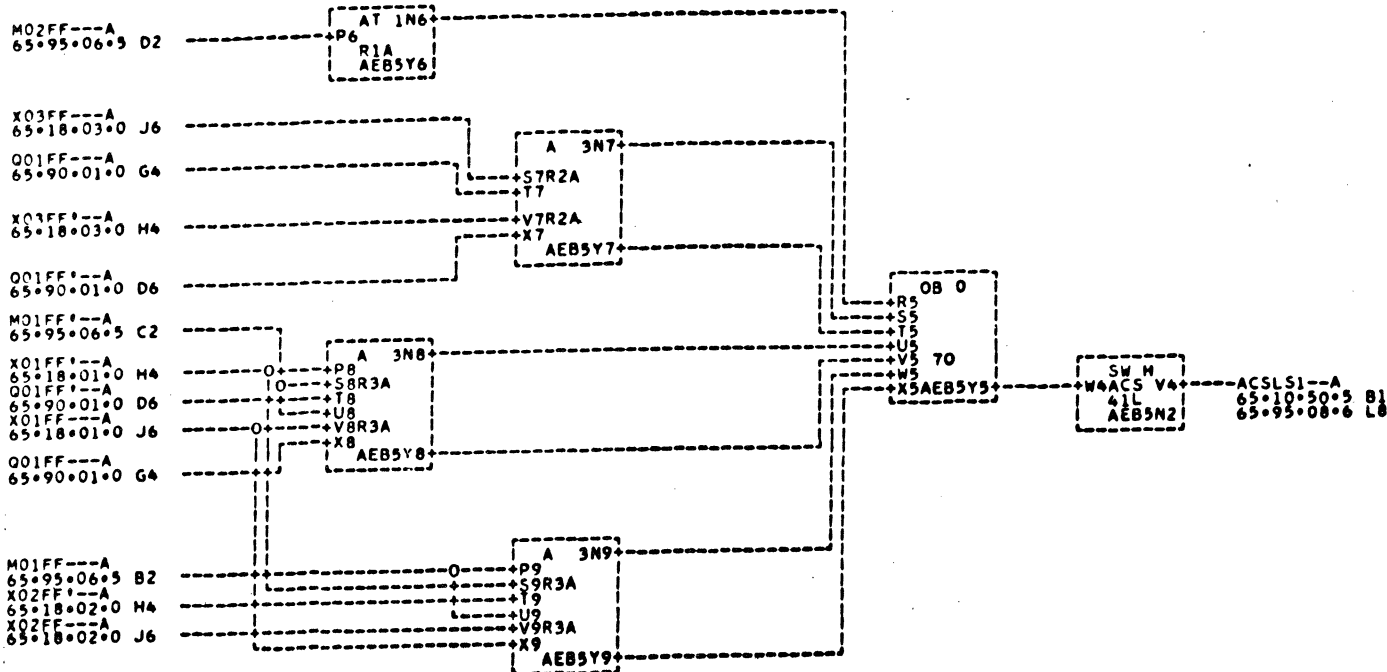 M02FF---A
65•95•06•5 D2
AT 1N6
P6
R1A
AEB5Y6
X03FF---A
65•18•03•0 J6
Q01FF---A
65•90•01•0 G4
X03FF'--A
65•18•03•0 H4
Q01FF'--A
65•90•01•0 D6
A 3N7
S7R2A
T7
V7R2A
X7
AEB5Y7
M01FF'--A
65•95•06•5 C2
X01FF'--A
65•18•01•0 H4
Q01FF'--A
65•90•01•0 D6
X01FF---A
65•18•01•0 J6
Q01FF---A
65•90•01•0 G4
A 3N8
P8
S8R3A
T8
U8
V8R3A
X8
AEB5Y8
OB 0
R5
S5
T5
U5
V5 70
W5
X5AEB5Y5
SW H
W4ACS V4
41L
AEB5N2
ACSLS1--A
65•10•50•5 B1
65•95•08•6 L8
M01FF---A
65•95•06•5 B2
X02FF'--A
65•18•02•0 H4
X02FF---A
65•18•02•0 J6
A 3N9
P9
S9R3A
T9
U9
V9R3A
X9
AEB5Y9